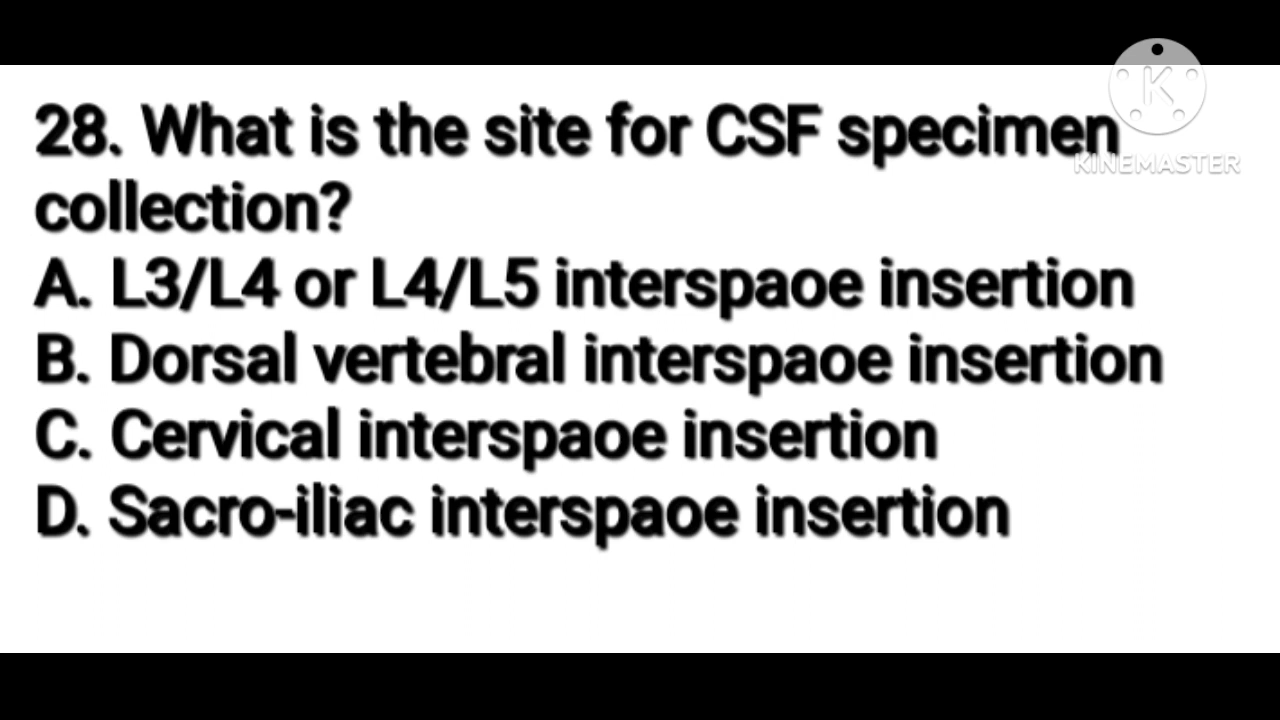 28. What is the site for CSF specimen
collection?
A. L3/L4 or L4/L5 interspaoe insertion
B. Dorsal vertebral interspaoe insertion
C. Cervical interspaoe insertion
D. Sacro-iliac interspaoe insertion
K
KINEMASTER